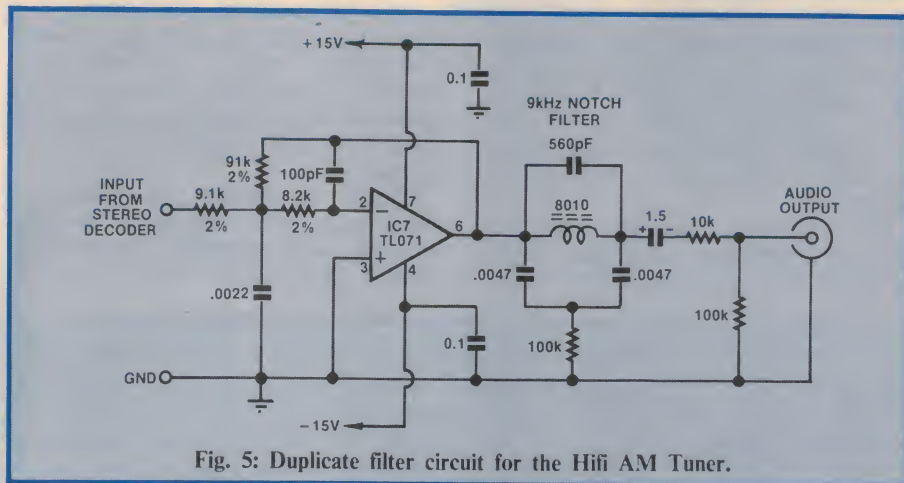 +15V
0.1
9kHz NOTCH
FILTER
560pF
91k
2%
100pF
INPUT
FROM
STEREO
DECODER
9.1k
2%
8.2k
2%
2
7
IC7
TL071
6
3
4
8010
1.5
+
-
10k
AUDIO
OUTPUT
.0022
.0047
.0047
0.1
100k
100k
GND
-15V
Fig. 5: Duplicate filter circuit for the Hifi AM Tuner.